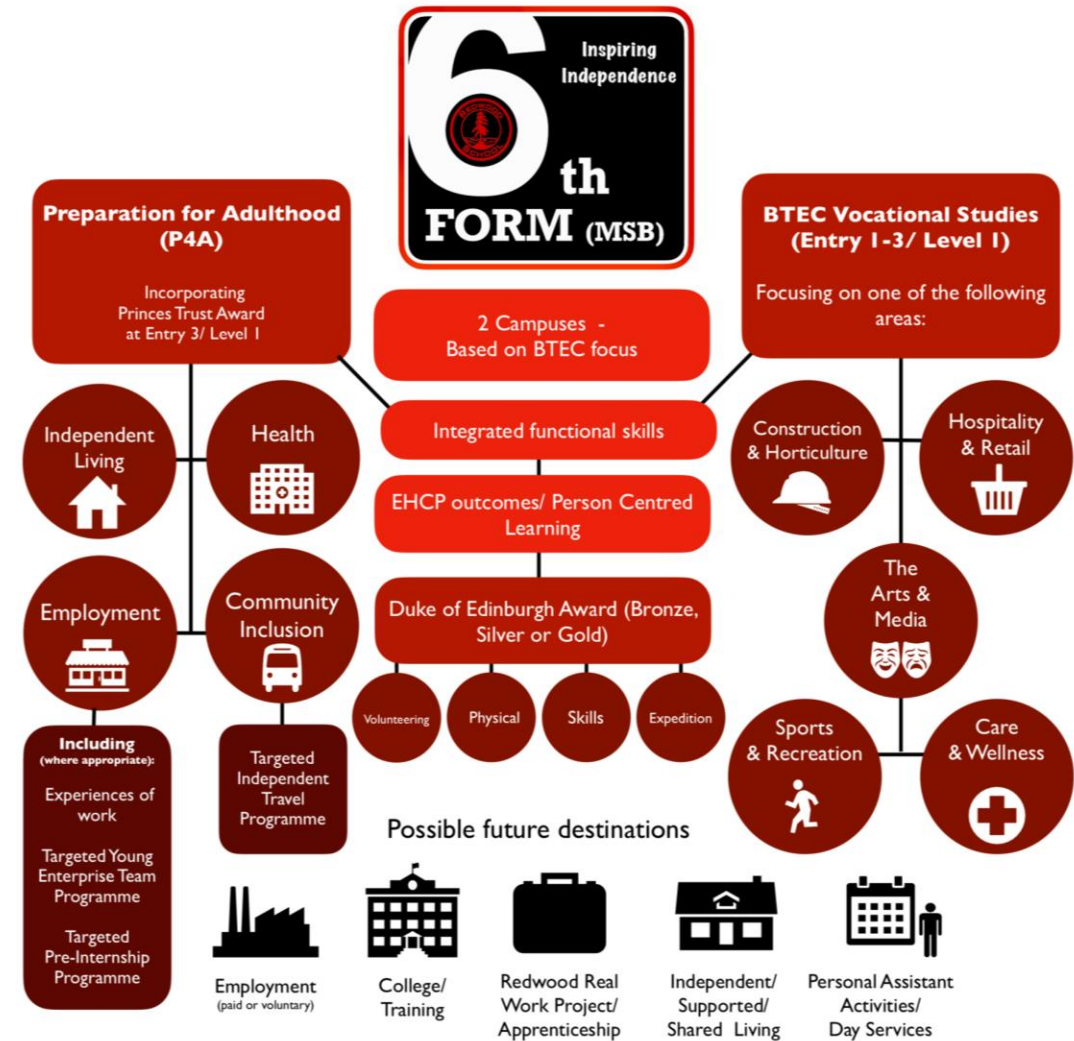 Inspiring
Independence
REDWOOD
SCHOOL
6
th
FORM (MSB)
Preparation for Adulthood
(P4A)
Incorporating
Princes Trust Award
at Entry 3/ Level 1
BTEC Vocational Studies
(Entry 1-3/ Level 1)
Focusing on one of the following
areas:
2 Campuses -
Based on BTEC focus
Integrated functional skills
EHCP outcomes/ Person Centred
Learning
Duke of Edinburgh Award (Bronze,
Silver or Gold)
Volunteering
Physical
Skills
Expedition
Independent
Living
Health
Employment
Community
Inclusion
Including
(where appropriate):
Experiences of
work
Targeted Young
Enterprise Team
Programme
Targeted
Pre-Internship
Programme
Targeted
Independent
Travel
Programme
Construction
& Horticulture
Hospitality
& Retail
The
Arts &
Media
Sports
& Recreation
Care
& Wellness
Possible future destinations
Employment
(paid or voluntary)
College/
Training
Redwood Real
Work Project/
Apprenticeship
Independent/
Supported/
Shared Living
Personal Assistant
Activities/
Day Services